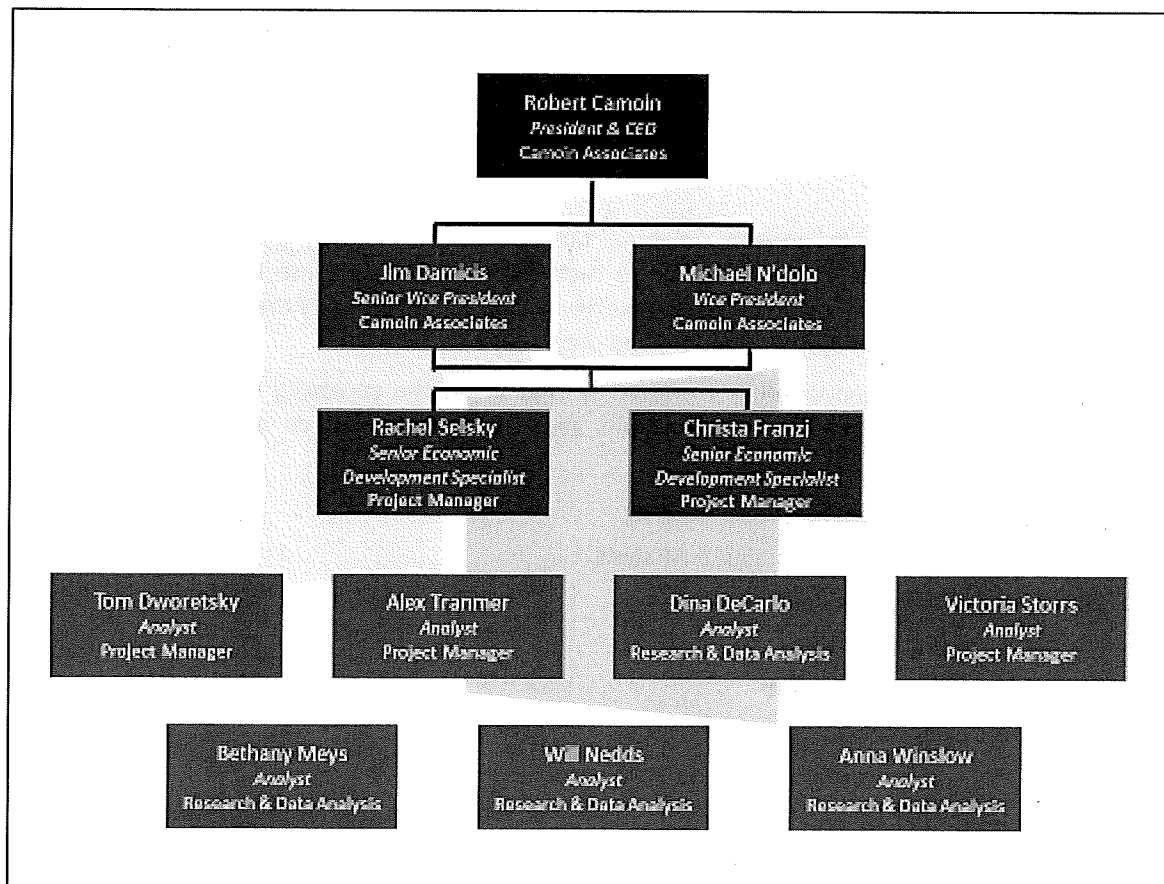 Robert Camoin
President & CEO
Camoin Associates
Jim Damicis
Senior Vice President
Camoin Associates
Michael N'dolo
Vice President
Camoin Associates
Rachel Selsky
Senior Economic
Development Specialist
Project Manager
Christa Franzi
Senior Economic
Development Specialist
Project Manager
Tom Dworetsky
Analyst
Project Manager
Alex Tranmer
Analyst
Project Manager
Dina DeCarlo
Analyst
Research & Data Analysis
Victoria Storrs
Analyst
Project Manager
Bethany Meys
Analyst
Research & Data Analysis
Will Nedds
Analyst
Research & Data Analysis
Anna Winslow
Analyst
Research & Data Analysis